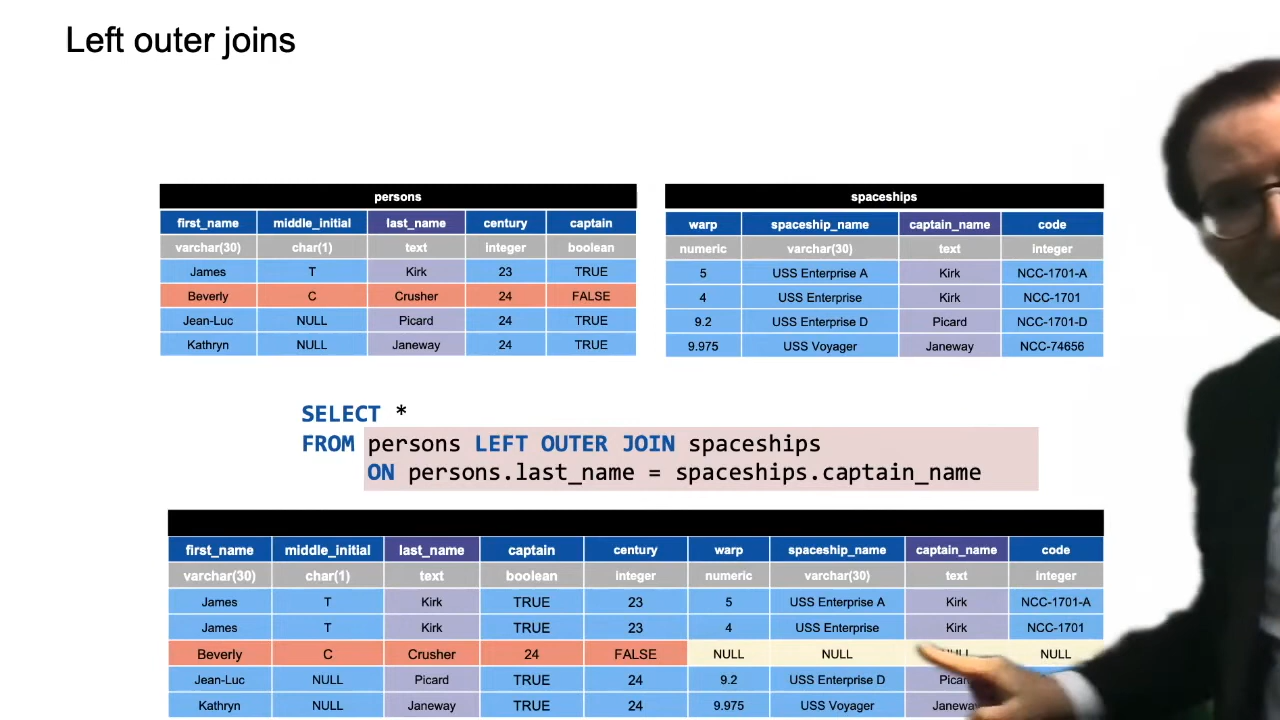 Left outer joins
persons
first_name middle_initial last_name century captain
varchar(30) char(1) text integer boolean
James T Kirk 23 TRUE
Beverly C Crusher 24 FALSE
Jean-Luc NULL Picard 24 TRUE
Kathryn NULL Janeway 24 TRUE
spaceships
warp spaceship_name captain_name code
numeric varchar(30) text integer
5 USS Enterprise A Kirk NCC-1701-A
4 USS Enterprise Kirk NCC-1701
9.2 USS Enterprise D Picard NCC-1701-D
9.975 USS Voyager Janeway NCC-74656
SELECT *
FROM persons LEFT OUTER JOIN spaceships
ON persons.last_name = spaceships.captain_name
first_name middle_initial last_name captain century warp spaceship_name captain_name code
varchar(30) char(1) text boolean integer numeric varchar(30) text integer
James T Kirk TRUE 23 5 USS Enterprise A Kirk NCC-1701-A
James T Kirk TRUE 23 4 USS Enterprise Kirk NCC-1701
Beverly C Crusher 24 FALSE NULL NULL NULL NULL
Jean-Luc NULL Picard TRUE 24 9.2 USS Enterprise D Picard
Kathryn NULL Janeway TRUE 24 9.975 USS Voyager Janeway